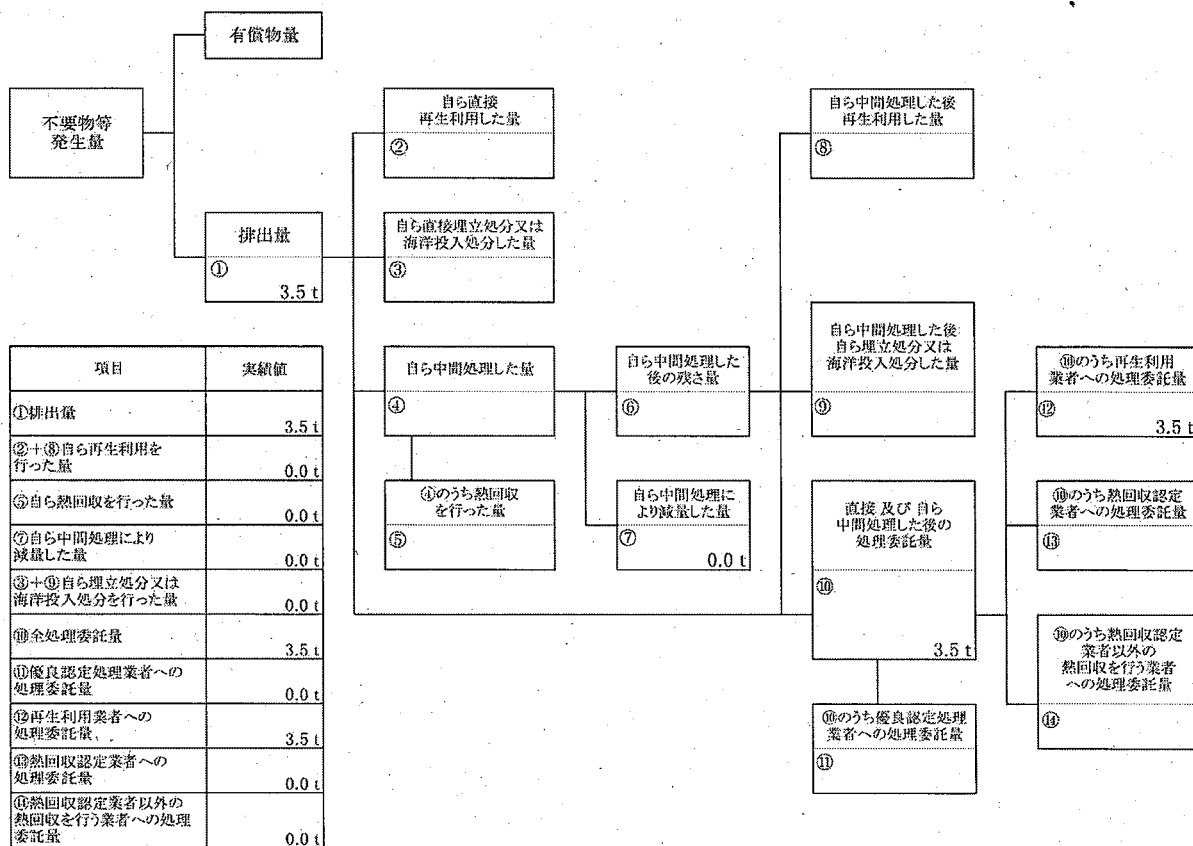 有償物量
不要物等
発生量
排出量
①
3.5 t
自ら直接
再生利用した量
②
自ら直接埋立処分又は
海洋投入処分した量
③
自ら中間処理した量
④
④のうち熱回収
を行った量
⑤
自ら中間処理した
後の残さ量
⑥
自ら中間処理に
より減量した量
⑦
0.0 t
自ら中間処理した後
再生利用した量
⑧
自ら中間処理した後
自ら埋立処分又は
海洋投入処分した量
⑨
直接 及び 自ら
中間処理した後の
処理委託量
⑩
3.5 t
⑩のうち優良認定処理
業者への処理委託量
⑪
⑩のうち再生利用
業者への処理委託量
⑫
3.5 t
⑩のうち熱回収認定
業者への処理委託量
⑬
⑩のうち熱回収認定
業者以外の
熱回収を行う業者
への処理委託量
⑭
項目
実績値
①排出量
3.5 t
②+⑧自ら再生利用を
行った量
0.0 t
⑤自ら熱回収を行った量
0.0 t
⑦自ら中間処理により
減量した量
0.0 t
③+⑨自ら埋立処分又は
海洋投入処分を行った量
0.0 t
⑩全処理委託量
3.5 t
⑪優良認定処理業者への
処理委託量
0.0 t
⑫再生利用業者への
処理委託量
3.5 t
⑬熱回収認定業者への
処理委託量
0.0 t
⑭熱回収認定業者以外の
熱回収を行う業者への処理
委託量
0.0 t